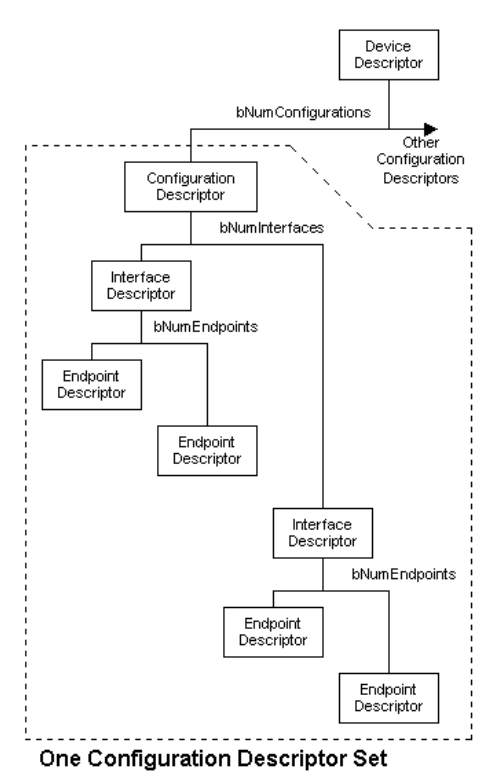 Device
Descriptor
bNumConfigurations
Other
Configuration
Descriptors
Configuration
Descriptor
bNumInterfaces
Interface
Descriptor
bNumEndpoints
Endpoint
Descriptor
Endpoint
Descriptor
Interface
Descriptor
bNumEndpoints
Endpoint
Descriptor
Endpoint
Descriptor
One Configuration Descriptor Set